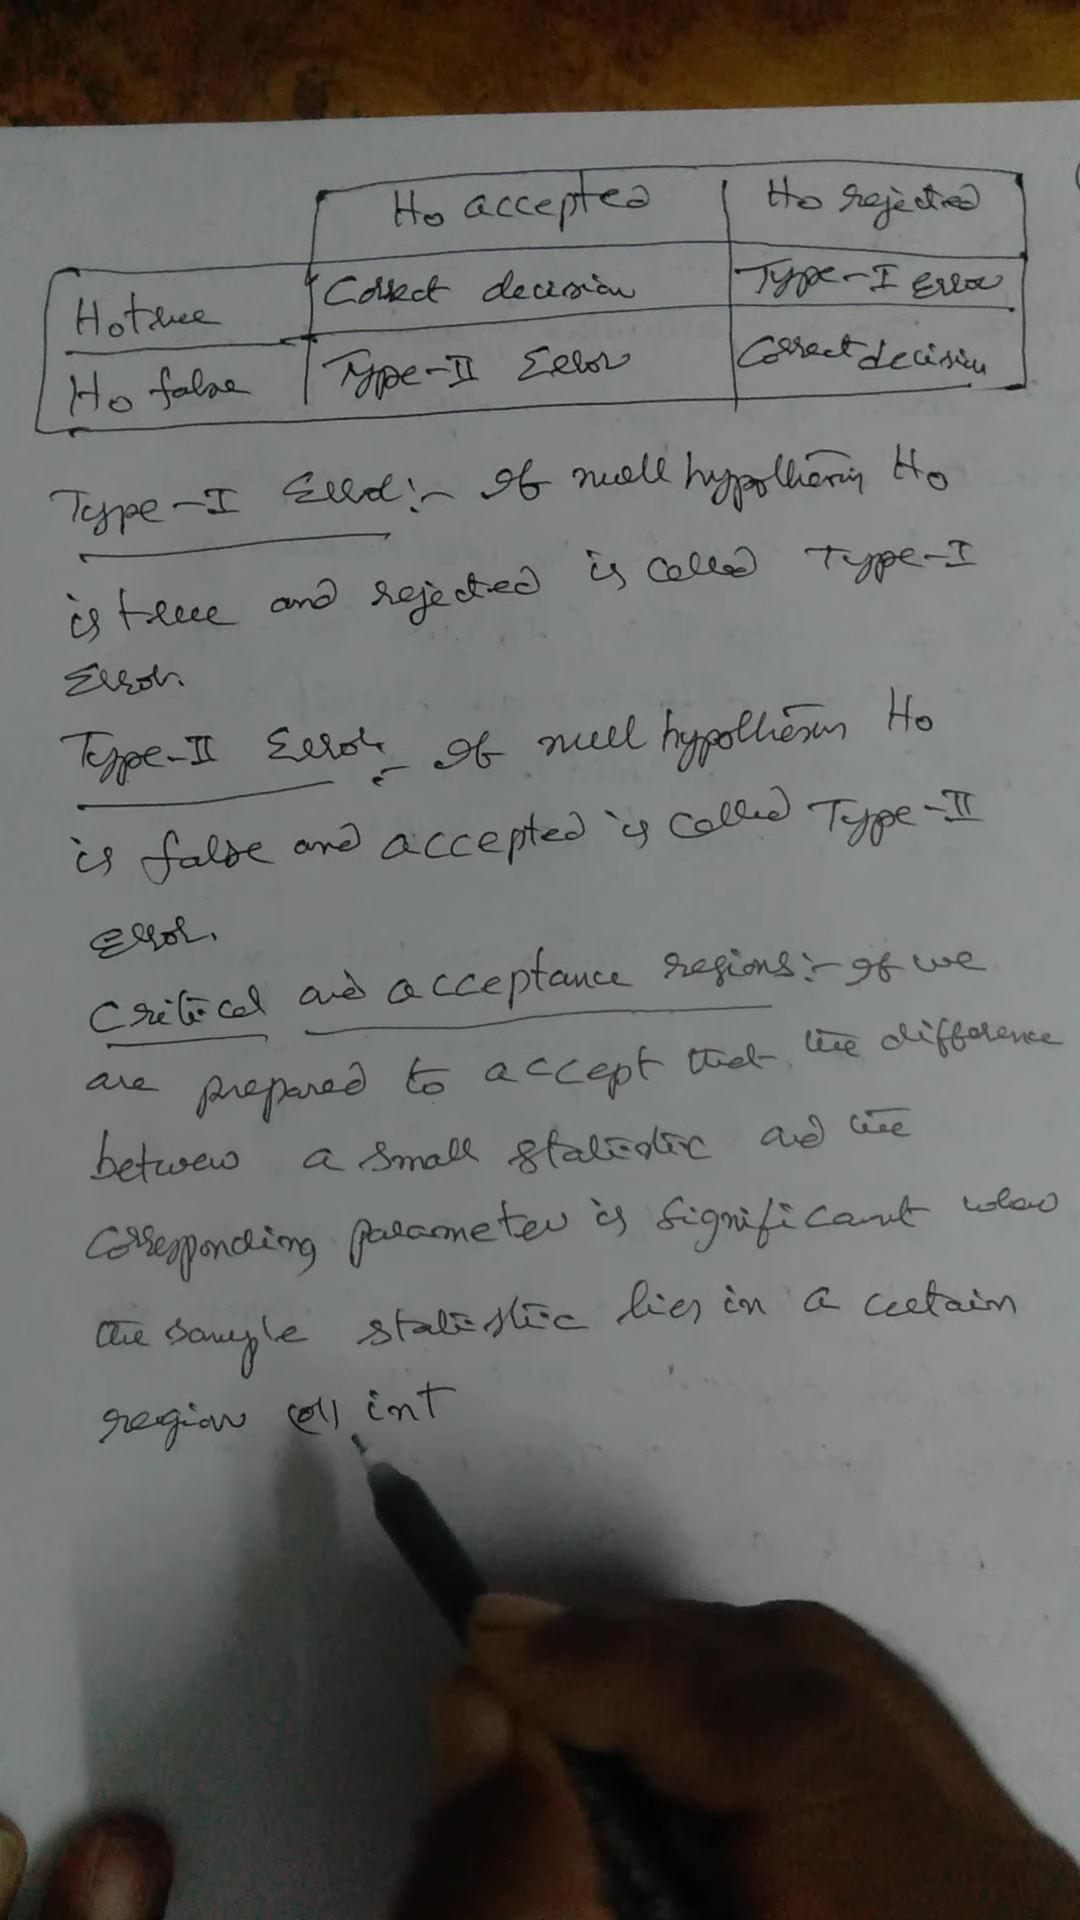 Ho accepted Ho rejected
Ho true Correct decision Type-I Error
Ho false Type-II Error Correct decision
Type-I Error:- If null hypothesis Ho
is true and rejected is called Type-I
Error.
Type-II Error:- If null hypothesis Ho
is false and accepted is called Type-II
Error.
Critical and acceptance regions:- If we
are prepared to accept that the difference
between a small statistic and the
corresponding parameter is significant when
the sample statistic lies in a certain
region (or) int